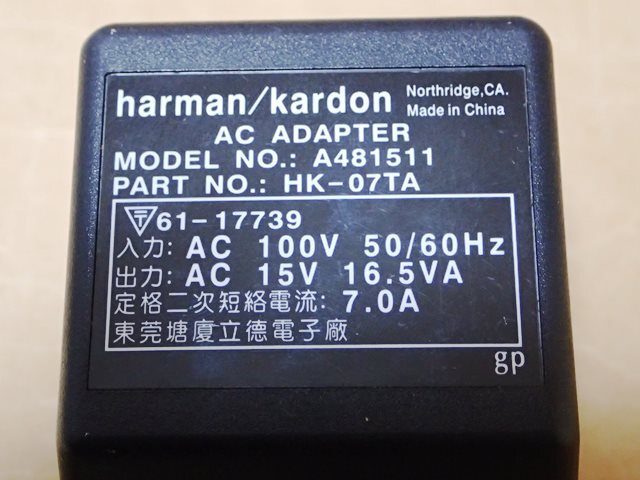 harman/kardon Northridge,CA.
Made in China
AC ADAPTER
MODEL NO.: A481511
PART NO.: HK-07TA
〒61-17739
入力: AC 100V 50/60Hz
出力: AC 15V 16.5VA
定格二次短絡電流: 7.0A
東莞塘廈立德電子廠
gp